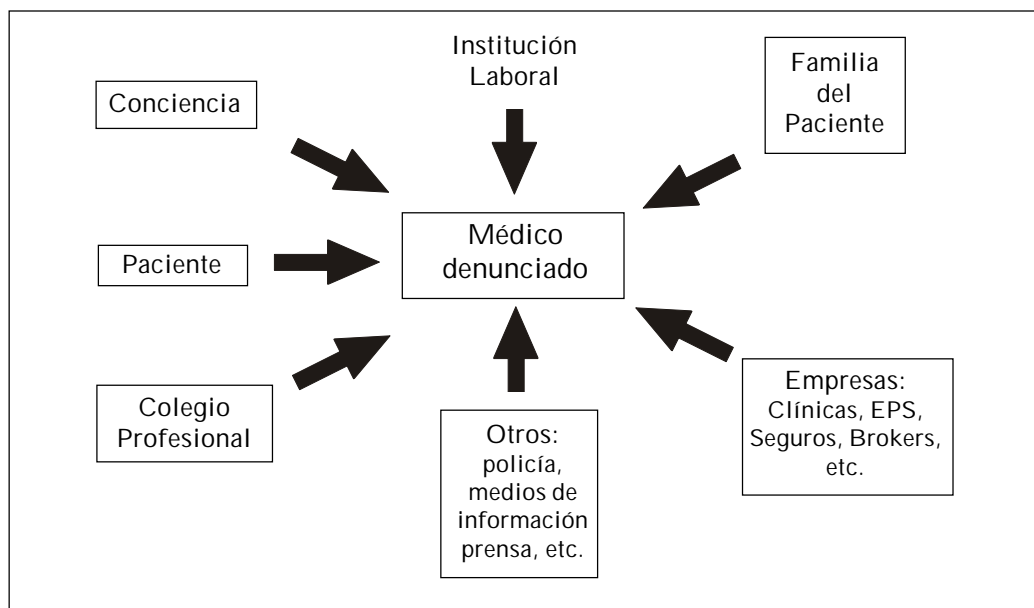 Institución
Laboral
Familia
del
Paciente
Conciencia
Médico
denunciado
Paciente
Colegio
Profesional
Otros:
policía,
medios de
información
prensa, etc.
Empresas:
Clínicas, EPS,
Seguros, Brokers,
etc.